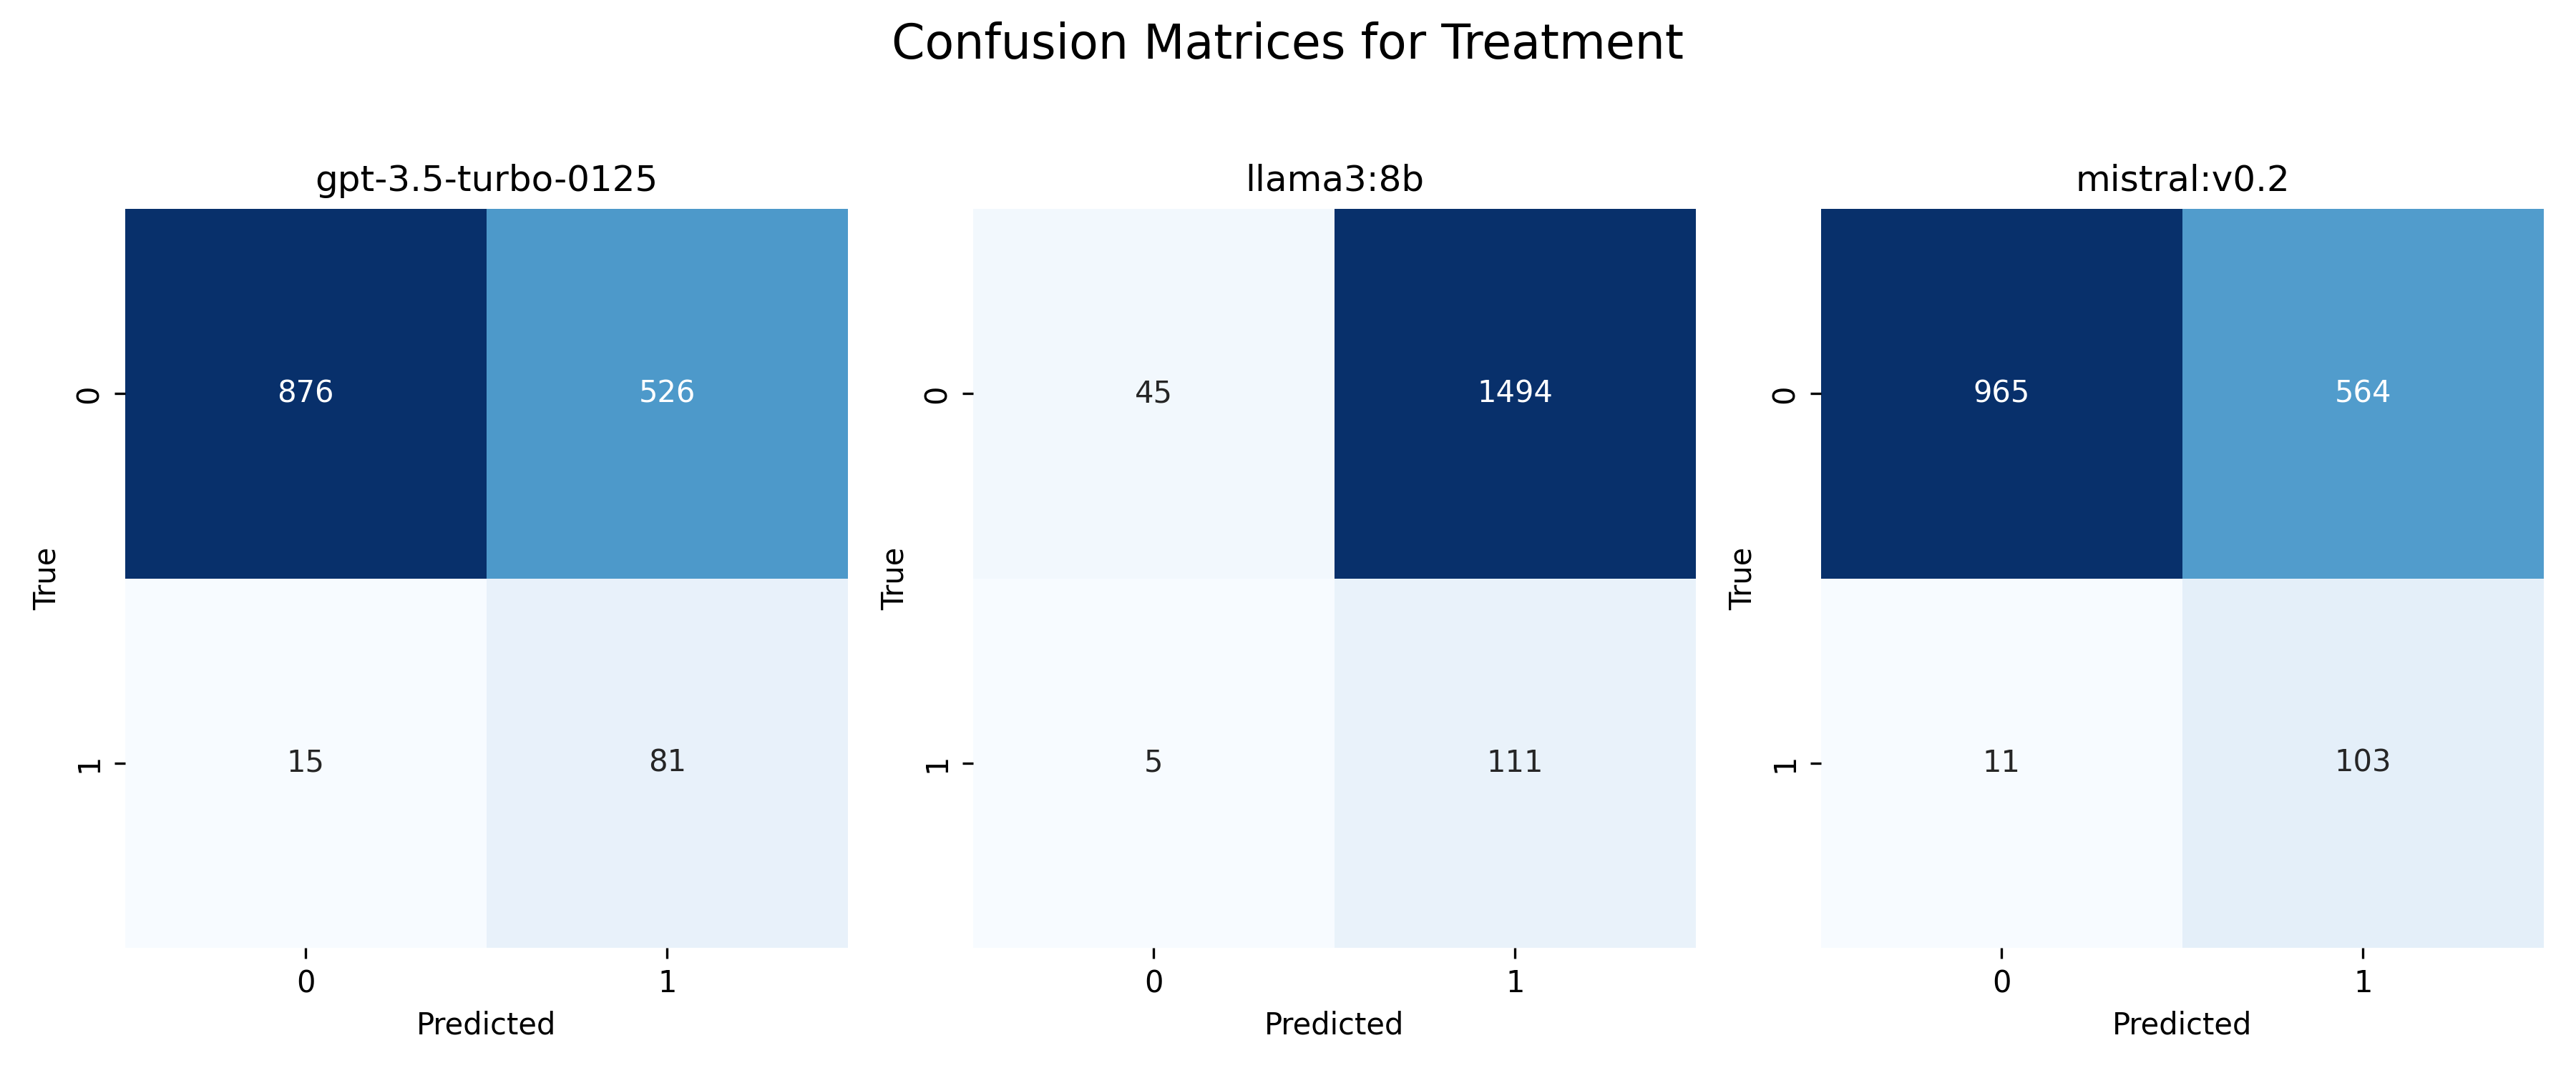 Confusion Matrices for Treatment
gpt-3.5-turbo-0125
876 526
15 81
0
1
True
0 1
Predicted
llama3:8b
45 1494
5 111
0
1
True
0 1
Predicted
mistral:v0.2
965 564
11 103
0
1
True
0 1
Predicted